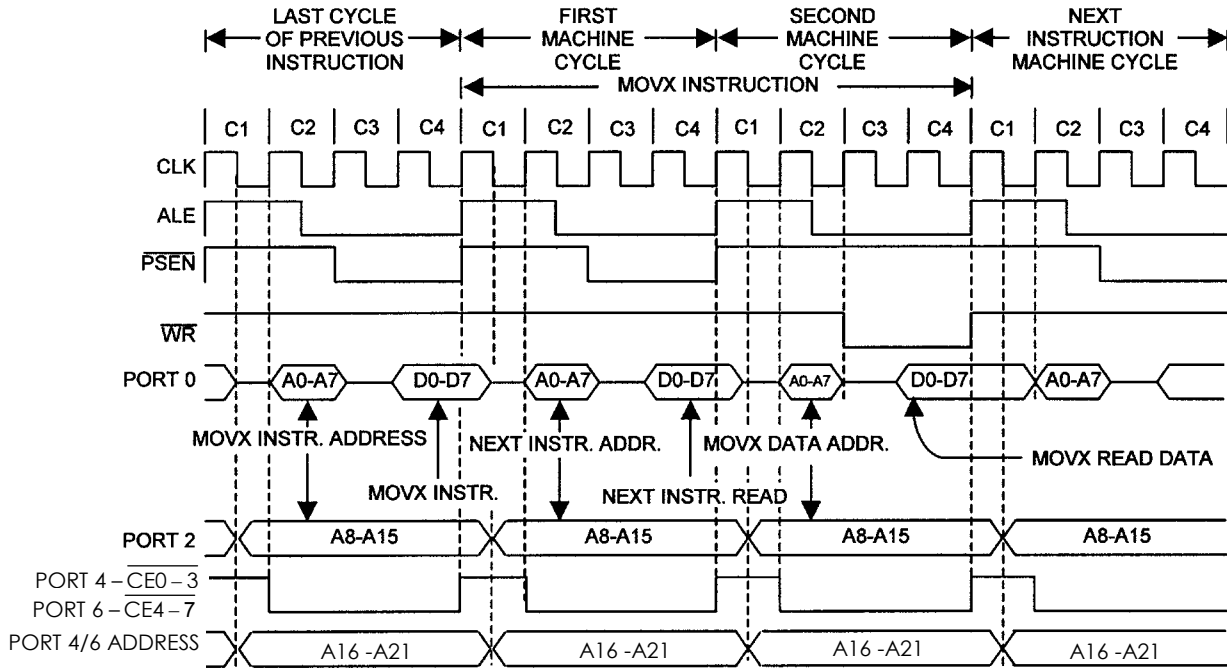 LAST CYCLE
OF PREVIOUS
INSTRUCTION
FIRST
MACHINE
CYCLE
SECOND
MACHINE
CYCLE
NEXT
INSTRUCTION
MACHINE CYCLE
MOVX INSTRUCTION
C1 C2 C3 C4 C1 C2 C3 C4 C1 C2 C3 C4 C1 C2 C3 C4
CLK
ALE
PSEN
WR
PORT 0 A0-A7 D0-D7 A0-A7 D0-D7 A0-A7 D0-D7 A0-A7
MOVX INSTR. ADDRESS NEXT INSTR. ADDR. MOVX DATA ADDR.
MOVX READ DATA
MOVX INSTR. NEXT INSTR. READ
PORT 2 A8-A15 A8-A15 A8-A15 A8-A15
PORT 4 – CE0 – 3
PORT 6 – CE4 – 7
PORT 4/6 ADDRESS A16 -A21 A16 -A21 A16 -A21 A16 -A21